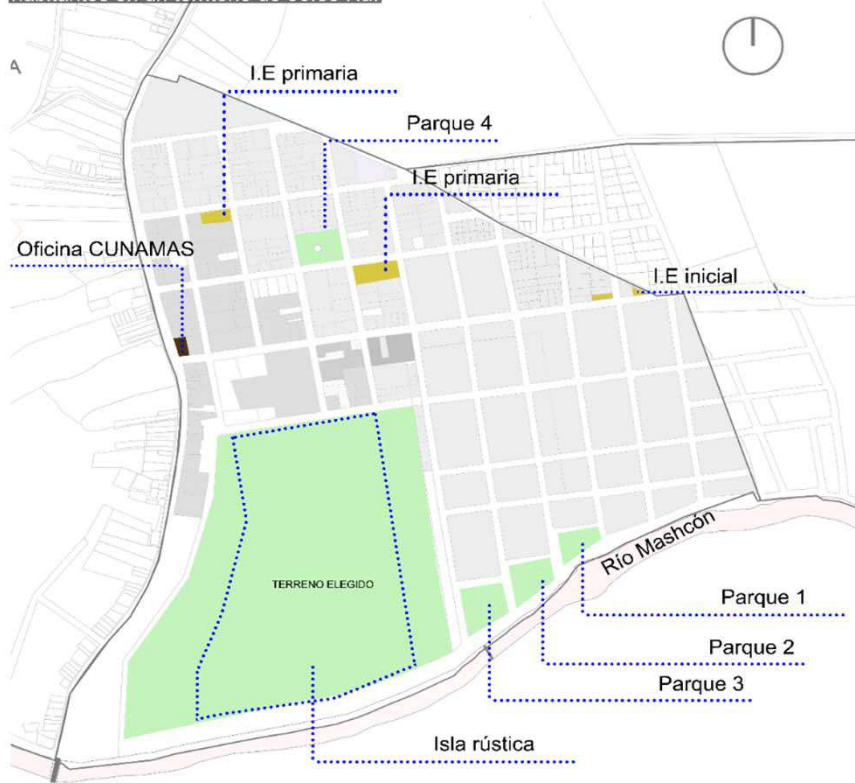 I.E primaria
Parque 4
I.E primaria
Oficina CUNAMAS
I.E inicial
Río Mashcón
TERRENO ELEGIDO
Parque 1
Parque 2
Parque 3
Isla rústica